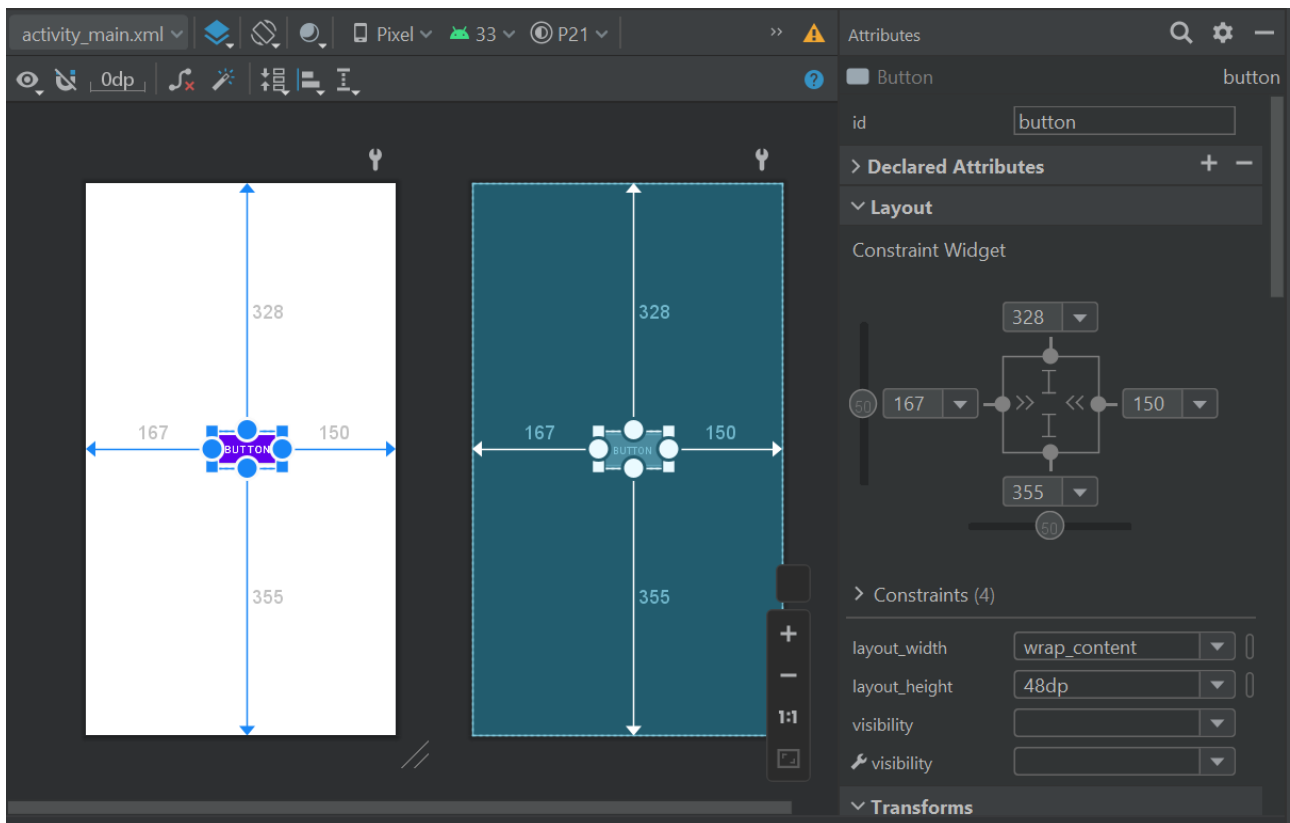 activity_main.xml Pixel 33 P21
0dp
328
167 150
BUTTON
355
328
167 150
BUTTON
355
1:1
Attributes
Button button
id button
Declared Attributes
Layout
Constraint Widget
328
50 167 150
355
50
Constraints (4)
layout_width wrap_content
layout_height 48dp
visibility
visibility
Transforms